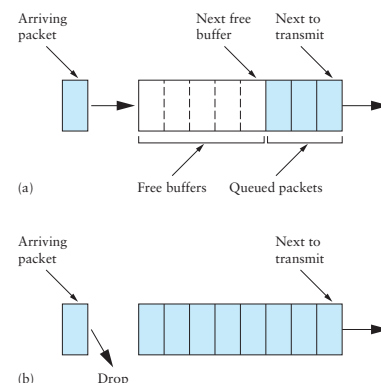 Arriving
packet
Next free
buffer
Next to
transmit
(a)
Free buffers
Queued packets
Arriving
packet
Next to
transmit
(b)
Drop